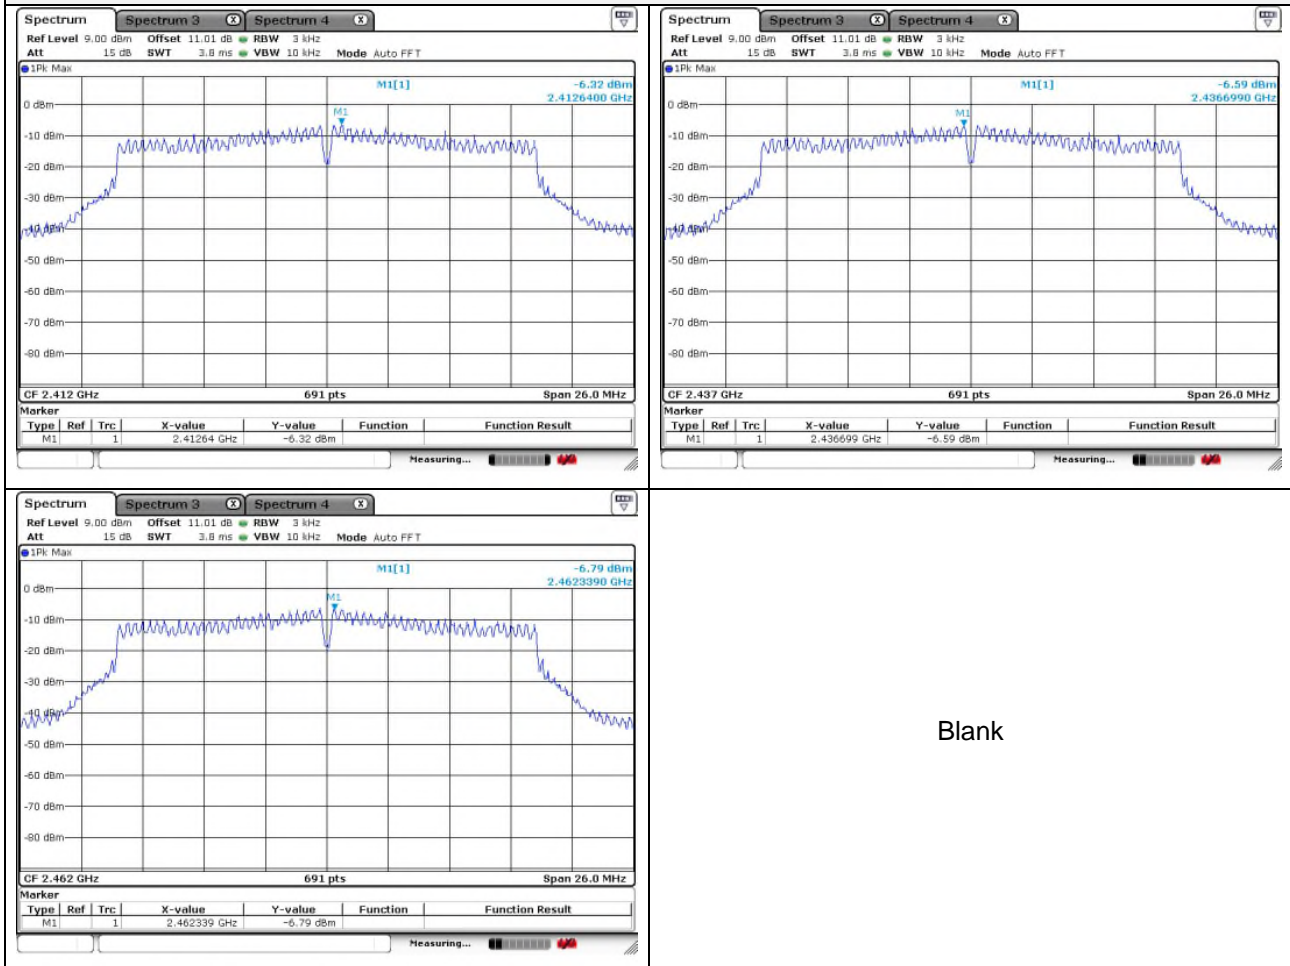 Spectrum Spectrum 3 X Spectrum 4 X
Ref Level 9.00 dBm Offset 11.01 dB RBW 3 kHz
Att 15 dB SWT 3.8 ms VBW 10 kHz Mode Auto FFT
1Pk Max
M1[1] -6.32 dBm
2.4126400 GHz
M1
0 dBm
-10 dBm
-20 dBm
-30 dBm
-40 dBm
-50 dBm
-60 dBm
-70 dBm
-80 dBm
CF 2.412 GHz 691 pts Span 26.0 MHz
Marker
Type Ref Trc X-value Y-value Function Function Result
M1 1 2.41264 GHz -6.32 dBm
Measuring...
Spectrum Spectrum 3 X Spectrum 4 X
Ref Level 9.00 dBm Offset 11.01 dB RBW 3 kHz
Att 15 dB SWT 3.8 ms VBW 10 kHz Mode Auto FFT
1Pk Max
M1[1] -6.59 dBm
2.4366990 GHz
M1
0 dBm
-10 dBm
-20 dBm
-30 dBm
-40 dBm
-50 dBm
-60 dBm
-70 dBm
-80 dBm
CF 2.437 GHz 691 pts Span 26.0 MHz
Marker
Type Ref Trc X-value Y-value Function Function Result
M1 1 2.436699 GHz -6.59 dBm
Measuring...
Spectrum Spectrum 3 X Spectrum 4 X
Ref Level 9.00 dBm Offset 11.01 dB RBW 3 kHz
Att 15 dB SWT 3.8 ms VBW 10 kHz Mode Auto FFT
1Pk Max
M1[1] -6.79 dBm
2.4623390 GHz
M1
0 dBm
-10 dBm
-20 dBm
-30 dBm
-40 dBm
-50 dBm
-60 dBm
-70 dBm
-80 dBm
CF 2.462 GHz 691 pts Span 26.0 MHz
Marker
Type Ref Trc X-value Y-value Function Function Result
M1 1 2.462339 GHz -6.79 dBm
Measuring...
Blank